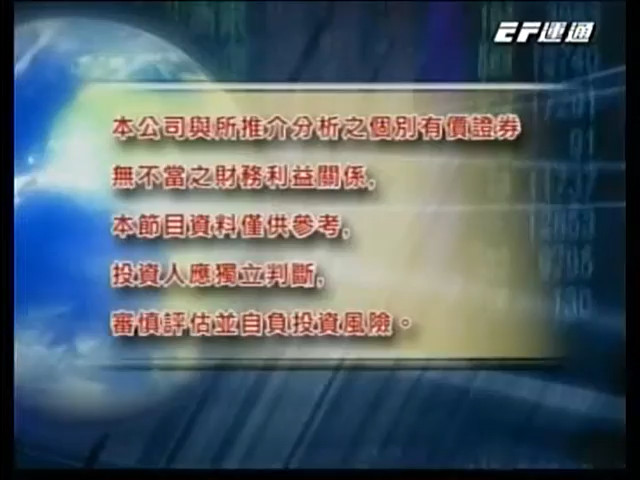 EF運通
本公司與所推介分析之個別有價證券
無不當之財務利益關係,
本節目資料僅供參考,
投資人應獨立判斷,
審慎評估並自負投資風險。